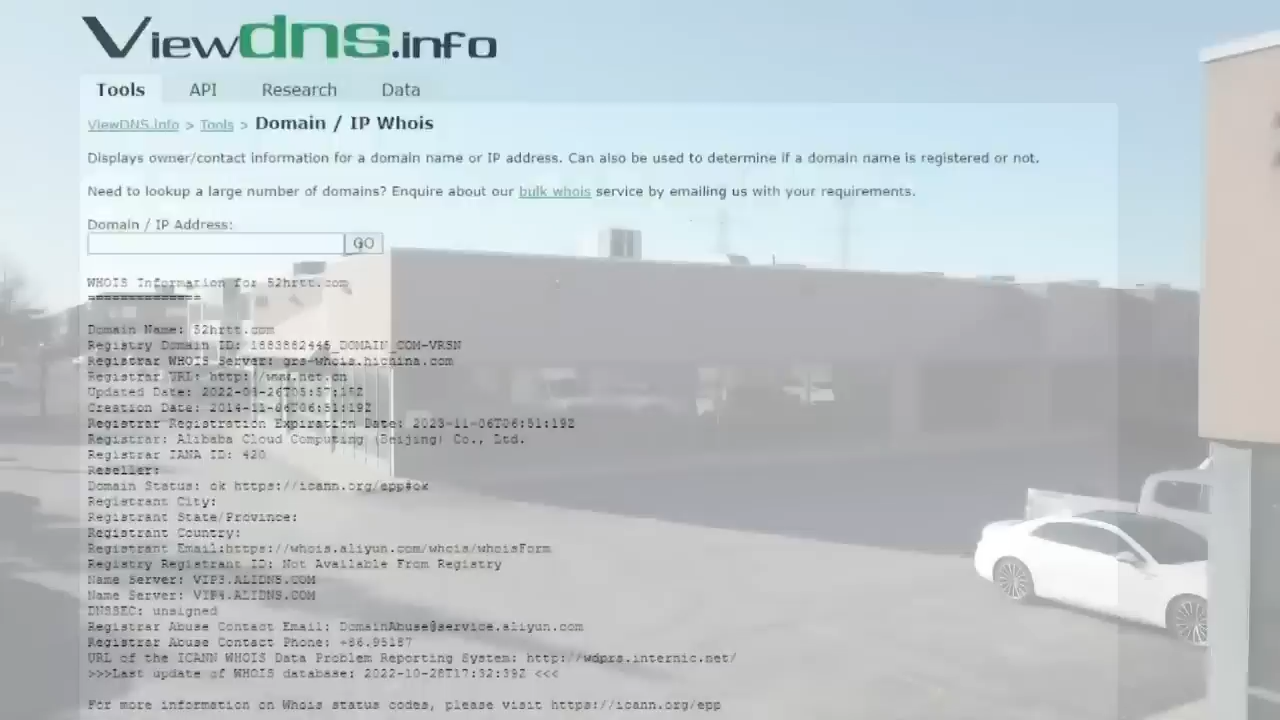 Viewdns.info
Tools API Research Data
ViewDNS.info > Tools > Domain / IP Whois
Displays owner/contact information for a domain name or IP address. Can also be used to determine if a domain name is registered or not.
Need to lookup a large number of domains? Enquire about our bulk whois service by emailing us with your requirements.
Domain / IP Address:
GO
WHOIS Information for 52hrtt.com
==============
Domain Name: 52hrtt.com
Registry Domain ID: 1883882445_DOMAIN_COM-VRSN
Registrar WHOIS Server: grs-whois.hichina.com
Registrar URL: http://www.net.cn
Updated Date:
Creation Date: 2014-11-06T06:51:19Z
Registrar Registration Expiration Date: 2023-11-06T06:51:19Z
Registrar: Alibaba Cloud Computing (Beijing) Co., Ltd.
Registrar IANA ID: 420
Reseller:
Domain Status: ok https://icann.org/epp#ok
Registrant City:
Registrant State/Province:
Registrant Country:
Registrant Email:https://whois.aliyun.com/whois/whoisForm
Registry Registrant ID: Not Available From Registry
Name Server: VIP3.ALIDNS.COM
Name Server: VIP4.ALIDNS.COM
DNSSEC: unsigned
Registrar Abuse Contact Email: DomainAbuse@service.aliyun.com
Registrar Abuse Contact Phone: +86.95187
URL of the ICANN WHOIS Data Problem Reporting System: http://wdprs.internic.net/
>>>Last update of WHOIS database: 2022-10-28T17:32:39Z <<<
For more information on Whois status codes, please visit https://icann.org/epp